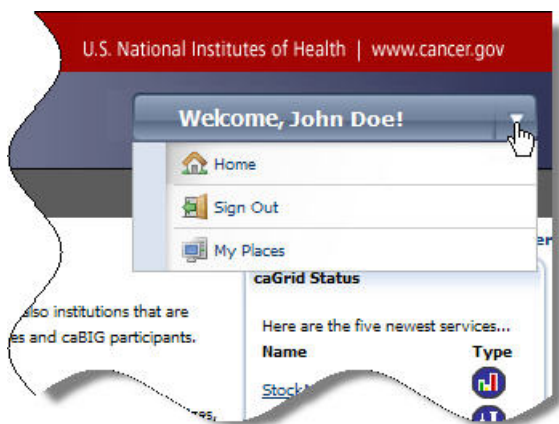 U.S. National Institutes of Health | www.cancer.gov
Welcome, John Doe!
Home
Sign Out
My Places
er
caGrid Status
also institutions that are
es and caBIG participants.
Here are the five newest services...
Name Type